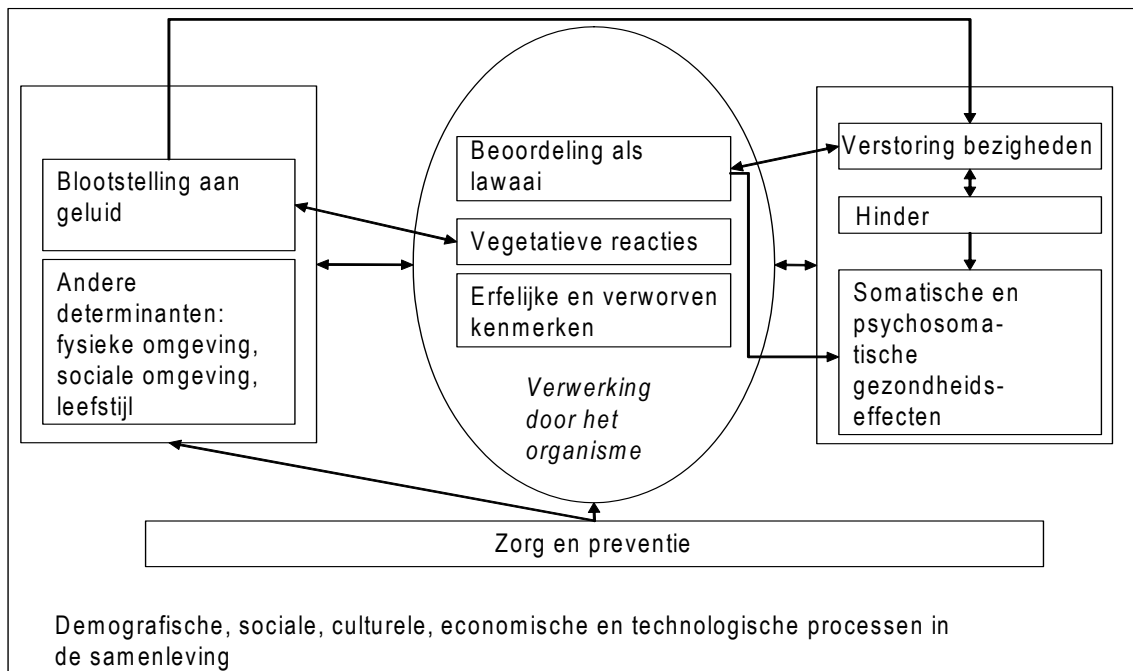 Blootstelling aan
geluid
Andere
determinanten:
fysieke omgeving,
sociale omgeving,
leefstijl
Beoordeling als
lawaai
Vegetatieve reacties
Erfelijke en verworven
kenmerken
Verwerking
door het
organisme
Verstoring bezigheden
Hinder
Somatische en
psychosoma-
tische
gezondheids-
effecten
Zorg en preventie
Demografische, sociale, culturele, economische en technologische processen in
de samenleving